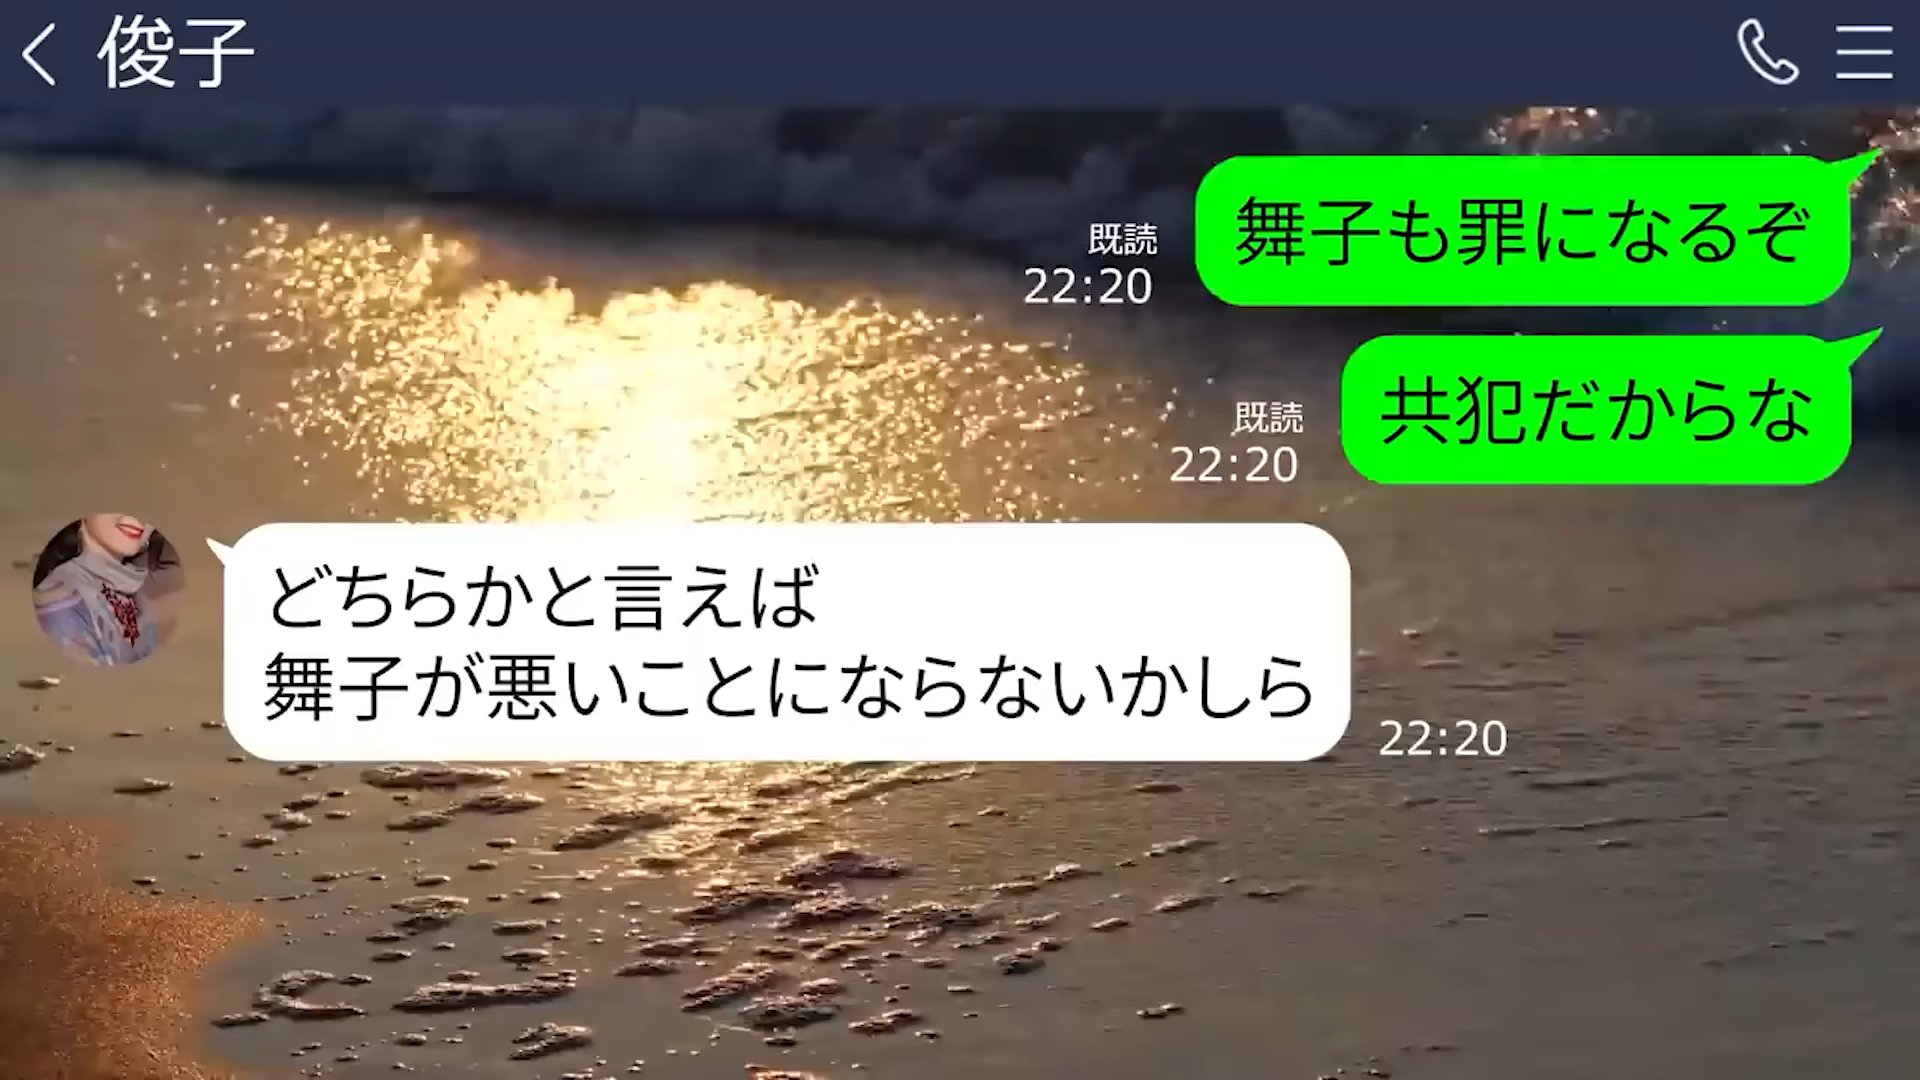 俊子
舞子も罪になるぞ
既読
22:20
共犯だからな
既読
22:20
どちらかと言えば
舞子が悪いことにならないかしら
22:20